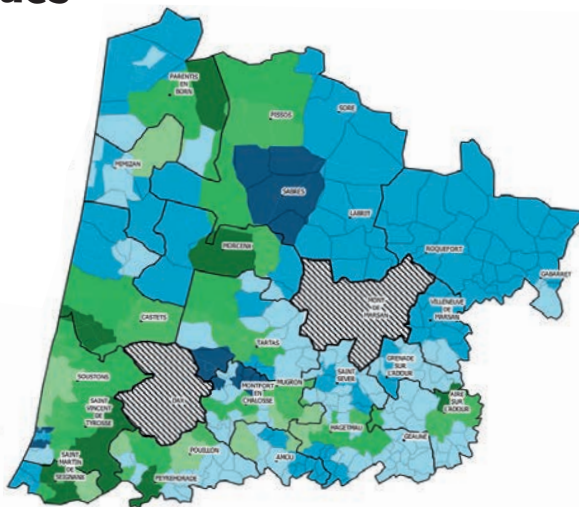 PARENTIS
EN
BORN
PISSOS
SORE
MIMIZAN
SABRES
LABRIT
MORCENX
ROQUEFORT
GABARRET
MONT
DE
MARSAN
VILLENEUVE
DE
MARSAN
CASTETS
TARTAS
GRENADE
SUR
L'ADOUR
SAINT
SEVER
SOUSTONS
DAX
MONTFORT
EN
CHALOSSE
MUGRON
AIRE
SUR
L'ADOUR
SAINT
VINCENT
DE
TYROSSE
HAGETMAU
GEAUNE
SAINT
MARTIN
DE
SEIGNANX
POUILLON
AMOU
PEYREHORADE